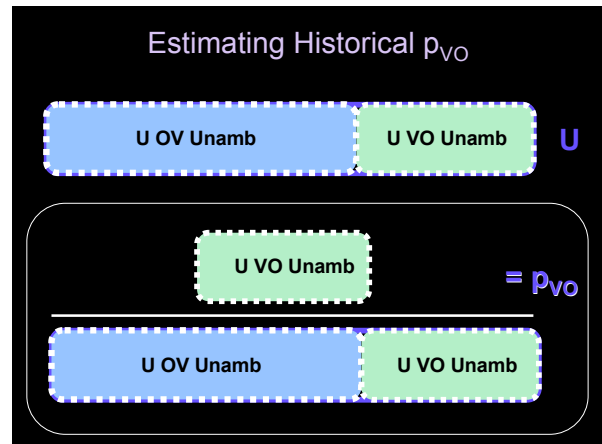 Estimating Historical pVO
U OV Unamb U VO Unamb U
U VO Unamb
= pVO
U OV Unamb U VO Unamb